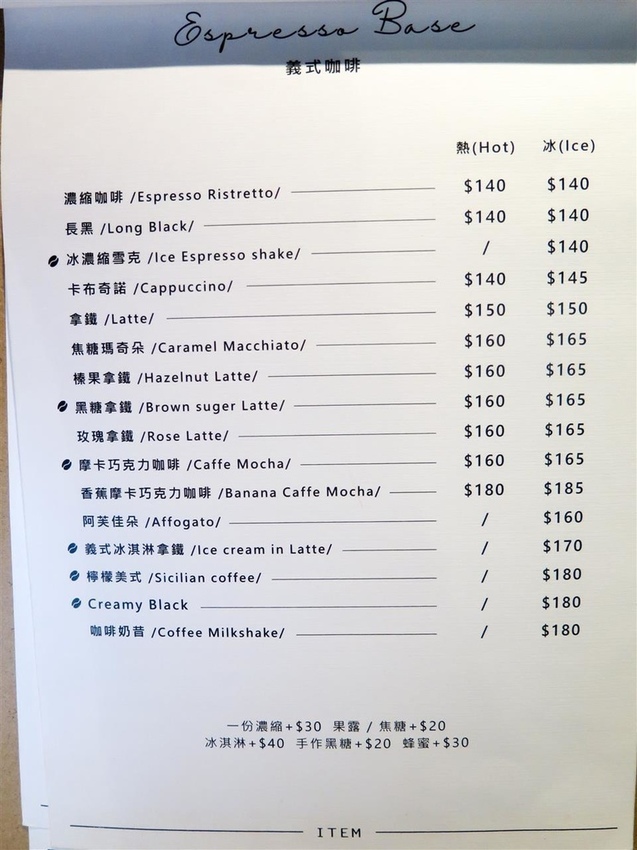 Espresso Base
義式咖啡
熱(Hot) 冰(Ice)
濃縮咖啡 /Espresso Ristretto/ $140 $140
長黑 /Long Black/ $140 $140
冰濃縮雪克 /Ice Espresso shake/ / $140
卡布奇諾 /Cappuccino/ $140 $145
拿鐵 /Latte/ $150 $150
焦糖瑪奇朵 /Caramel Macchiato/ $160 $165
榛果拿鐵 /Hazelnut Latte/ $160 $165
黑糖拿鐵 /Brown suger Latte/ $160 $165
玫瑰拿鐵 /Rose Latte/ $160 $165
摩卡巧克力咖啡 /Caffe Mocha/ $160 $165
香蕉摩卡巧克力咖啡 /Banana Caffe Mocha/ $180 $185
阿芙佳朵 /Affogato/ / $160
義式冰淇淋拿鐵 /Ice cream in Latte/ / $170
檸檬美式 /Sicilian coffee/ / $180
Creamy Black / $180
咖啡奶昔 /Coffee Milkshake/ / $180
一份濃縮+$30 果露 / 焦糖+$20
冰淇淋+$40 手作黑糖+$20 蜂蜜+$30
ITEM